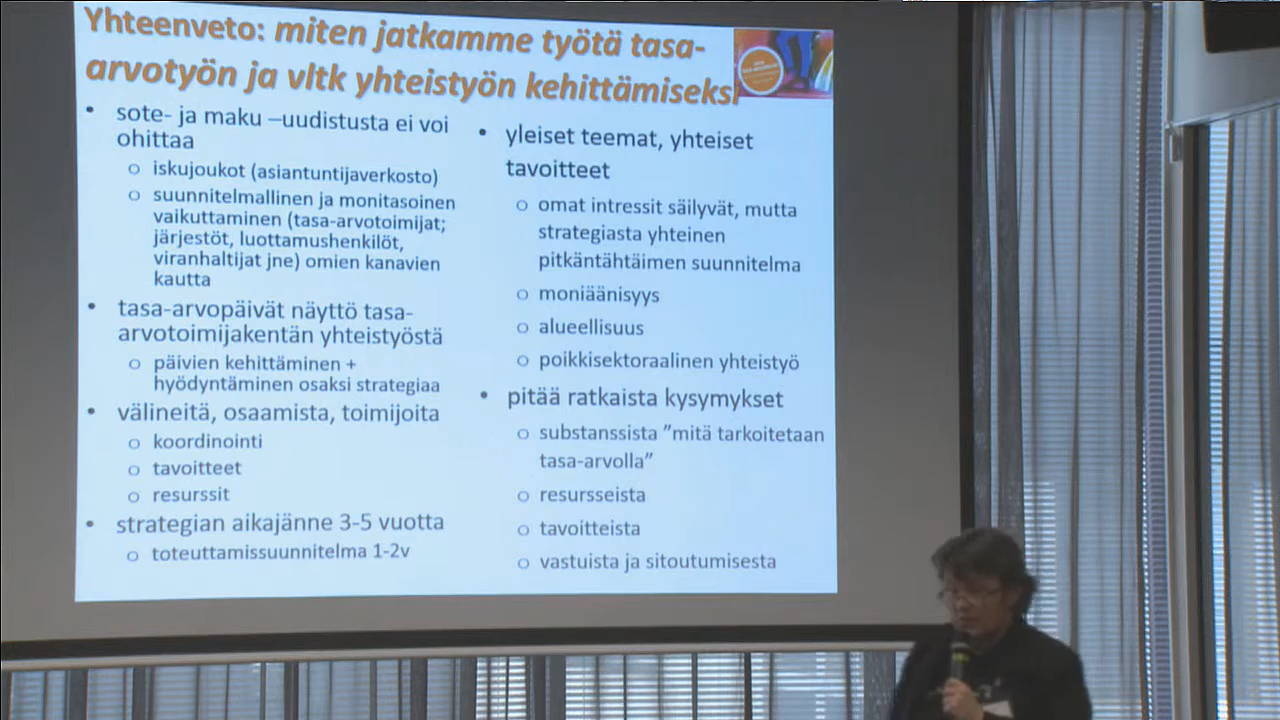 Yhteenveto: miten jatkamme työtä tasa-
arvotyön ja vltk yhteistyön kehittämiseksi
• sote- ja maku –uudistusta ei voi
ohittaa
o iskujoukot (asiantuntijaverkosto)
o suunnitelmallinen ja monitasoinen
vaikuttaminen (tasa-arvotoimijat;
järjestöt, luottamushenkilöt,
viranhaltijat jne) omien kanavien
kautta
• tasa-arvopäivät näyttö tasa-
arvotoimijakentän yhteistyöstä
o päivien kehittäminen +
hyödyntäminen osaksi strategiaa
• välineitä, osaamista, toimijoita
o koordinointi
o tavoitteet
o resurssit
• strategian aikajänne 3-5 vuotta
o toteuttamissuunnitelma 1-2v
• yleiset teemat, yhteiset
tavoitteet
o omat intressit säilyvät, mutta
strategiasta yhteinen
pitkäntähtäimen suunnitelma
o moniäänisyys
o alueellisuus
o poikkisektoraalinen yhteistyö
• pitää ratkaista kysymykset
o substanssista ”mitä tarkoitetaan
tasa-arvolla”
o resursseista
o tavoitteista
o vastuista ja sitoutumisesta